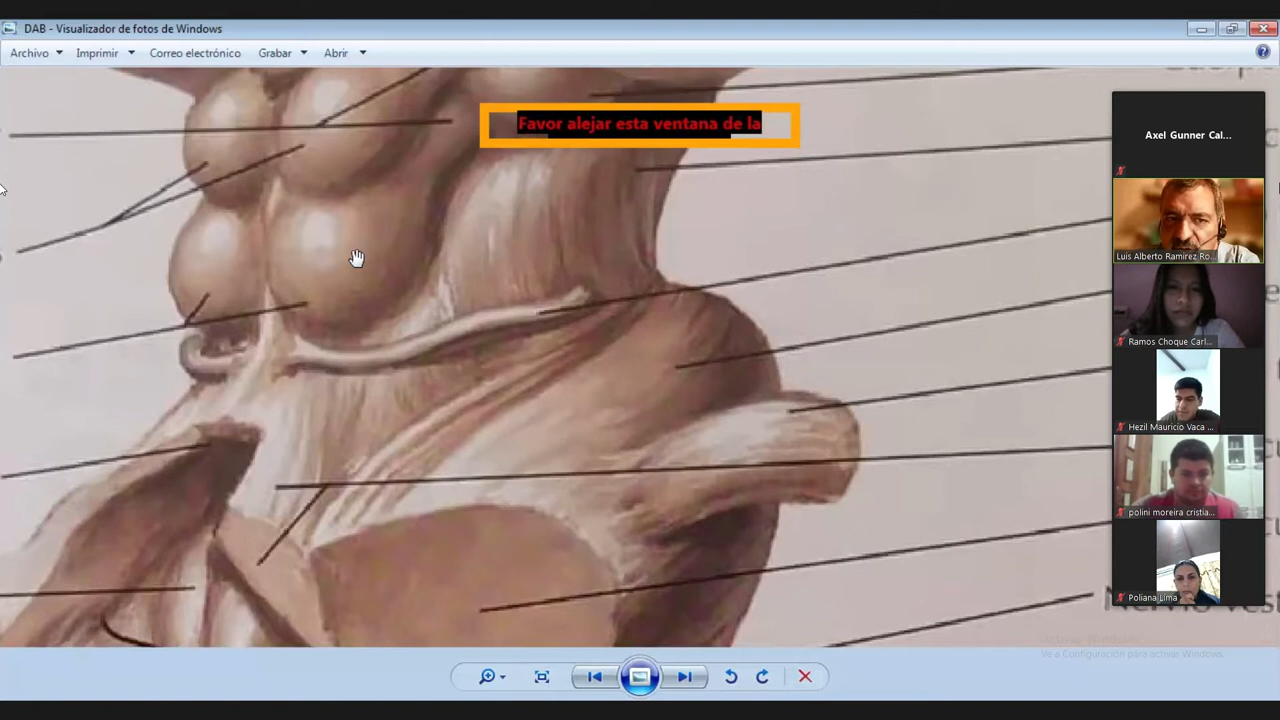 DAB - Visualizador de fotos de Windows
Archivo Imprimir Correo electrónico Grabar Abrir
Favor alejar esta ventana de la
Axel Gunner Cal...
Luis Alberto Ramirez Ro...
Ramos Choque Carl...
Hezil Mauricio Vaca ...
polini moreira cristia...
Poliana Lima
Activar Windows
Ve a Configuración para activar Windows.